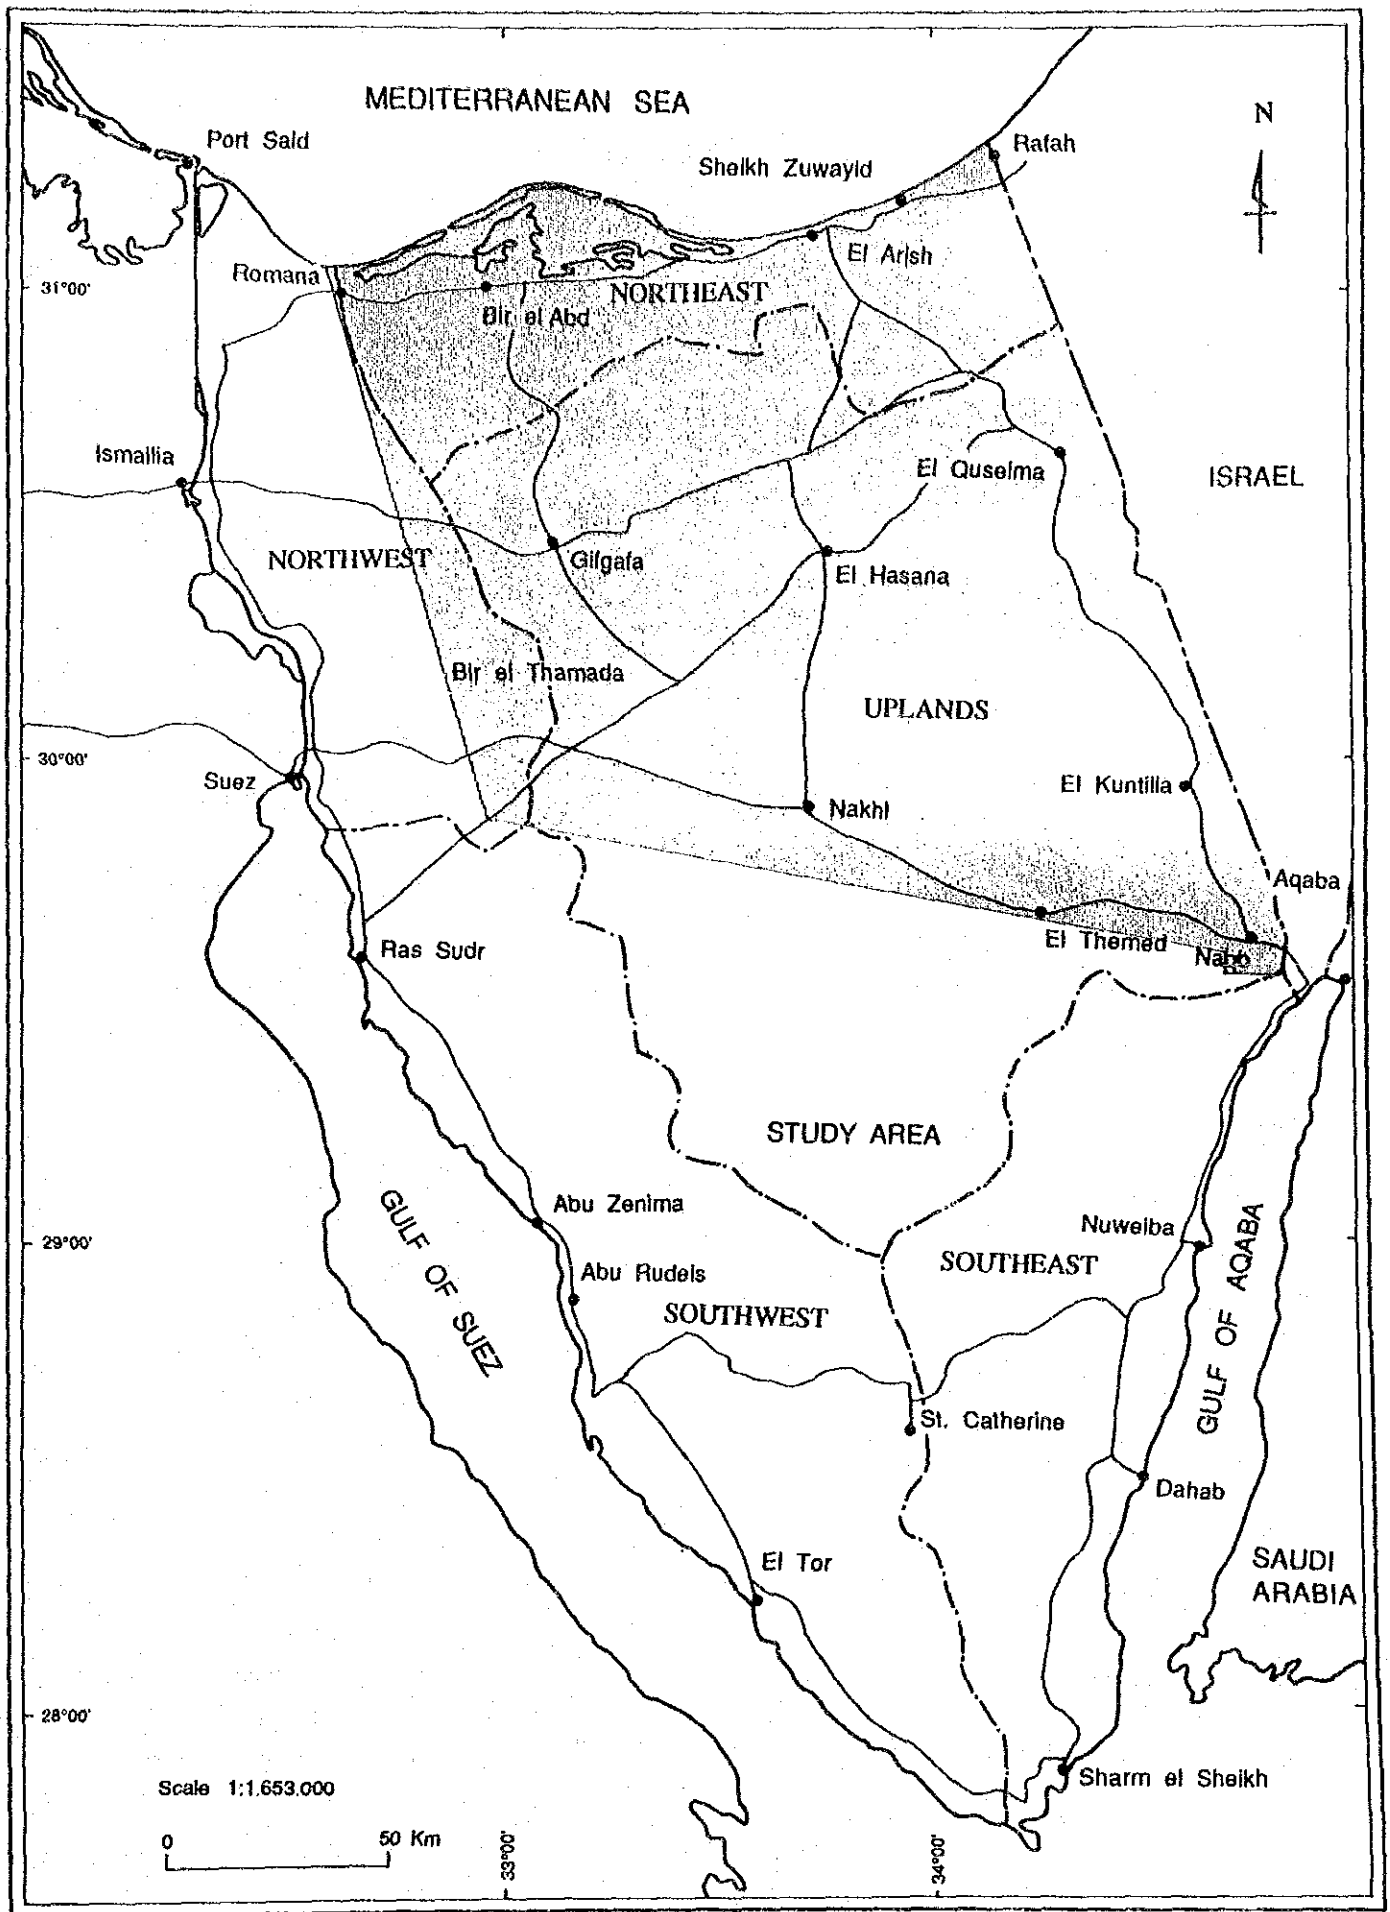 MEDITERRANEAN SEA
N
Port Said
Rafah
Sheikh Zuwayid
El Arish
Romana
31°00'
NORTHEAST
Bir el Abd
Ismailia
El Quseima
ISRAEL
NORTHWEST
Gifgafa
El Hasana
Bir el Thamada
UPLANDS
30°00'
Suez
El Kuntilla
Nakhl
Aqaba
Ras Sudr
El Themed
STUDY AREA
GULF OF SUEZ
Abu Zenima
Nuweiba
GULF OF AQABA
29°00'
SOUTHEAST
Abu Rudeis
SOUTHWEST
St. Catherine
Dahab
El Tor
SAUDI
ARABIA
28°00'
Sharm el Sheikh
Scale 1:1.653.000
0 50 Km
33°00'
34°00'